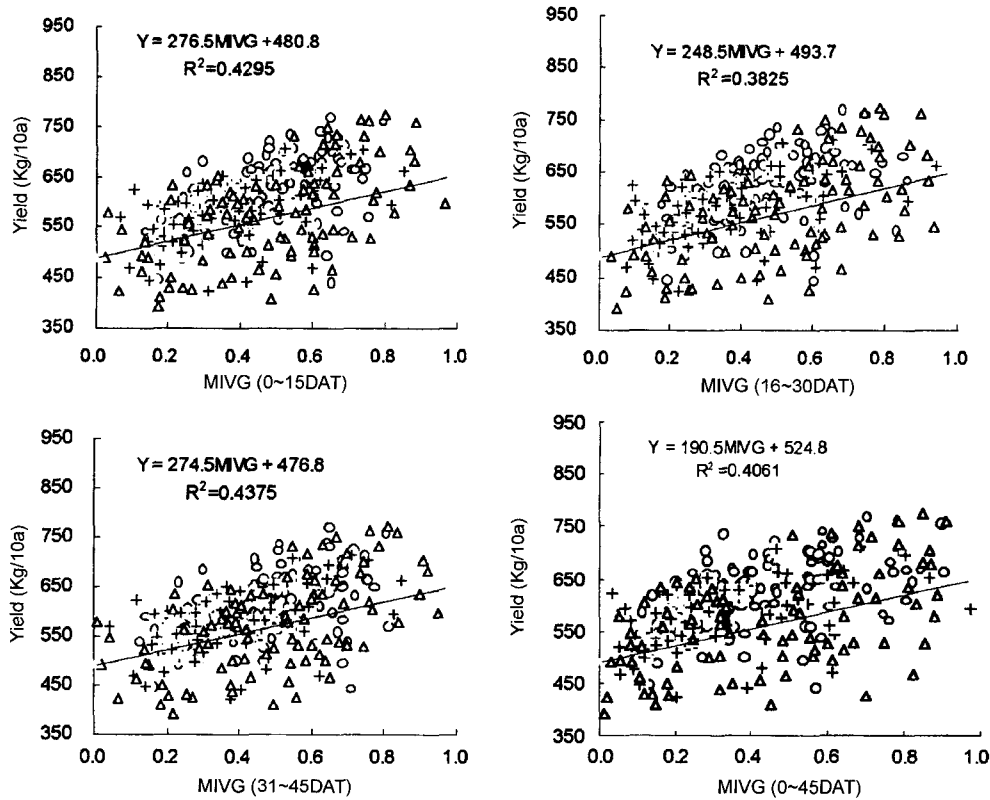 950
850
750
650
550
450
350
Yield (Kg/10a)
Y= 276.5MIVG +480.8
R²=0.4295
0.0 0.2 0.4 0.6 0.8 1.0
MIVG (0~15DAT)
950
850
750
650
550
450
350
Yield (Kg/10a)
Y = 248.5MIVG + 493.7
R²=0.3825
0.0 0.2 0.4 0.6 0.8 1.0
MIVG (16~30DAT)
950
850
750
650
550
450
350
Yield (Kg/10a)
Y= 274.5MIVG + 476.8
R²=0.4375
0.0 0.2 0.4 0.6 0.8 1.0
MIVG (31~45DAT)
950
850
750
650
550
450
350
Yield (Kg/10a)
Y = 190.5MIVG + 524.8
R²=0.4061
0.0 0.2 0.4 0.6 0.8 1.0
MIVG (0~45DAT)